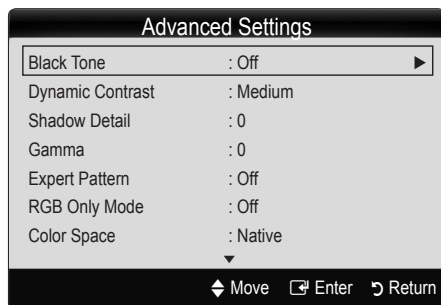 Advanced Settings
Black Tone : Off ▶
Dynamic Contrast : Medium
Shadow Detail : 0
Gamma : 0
Expert Pattern : Off
RGB Only Mode : Off
Color Space : Native
▼
Move Enter Return